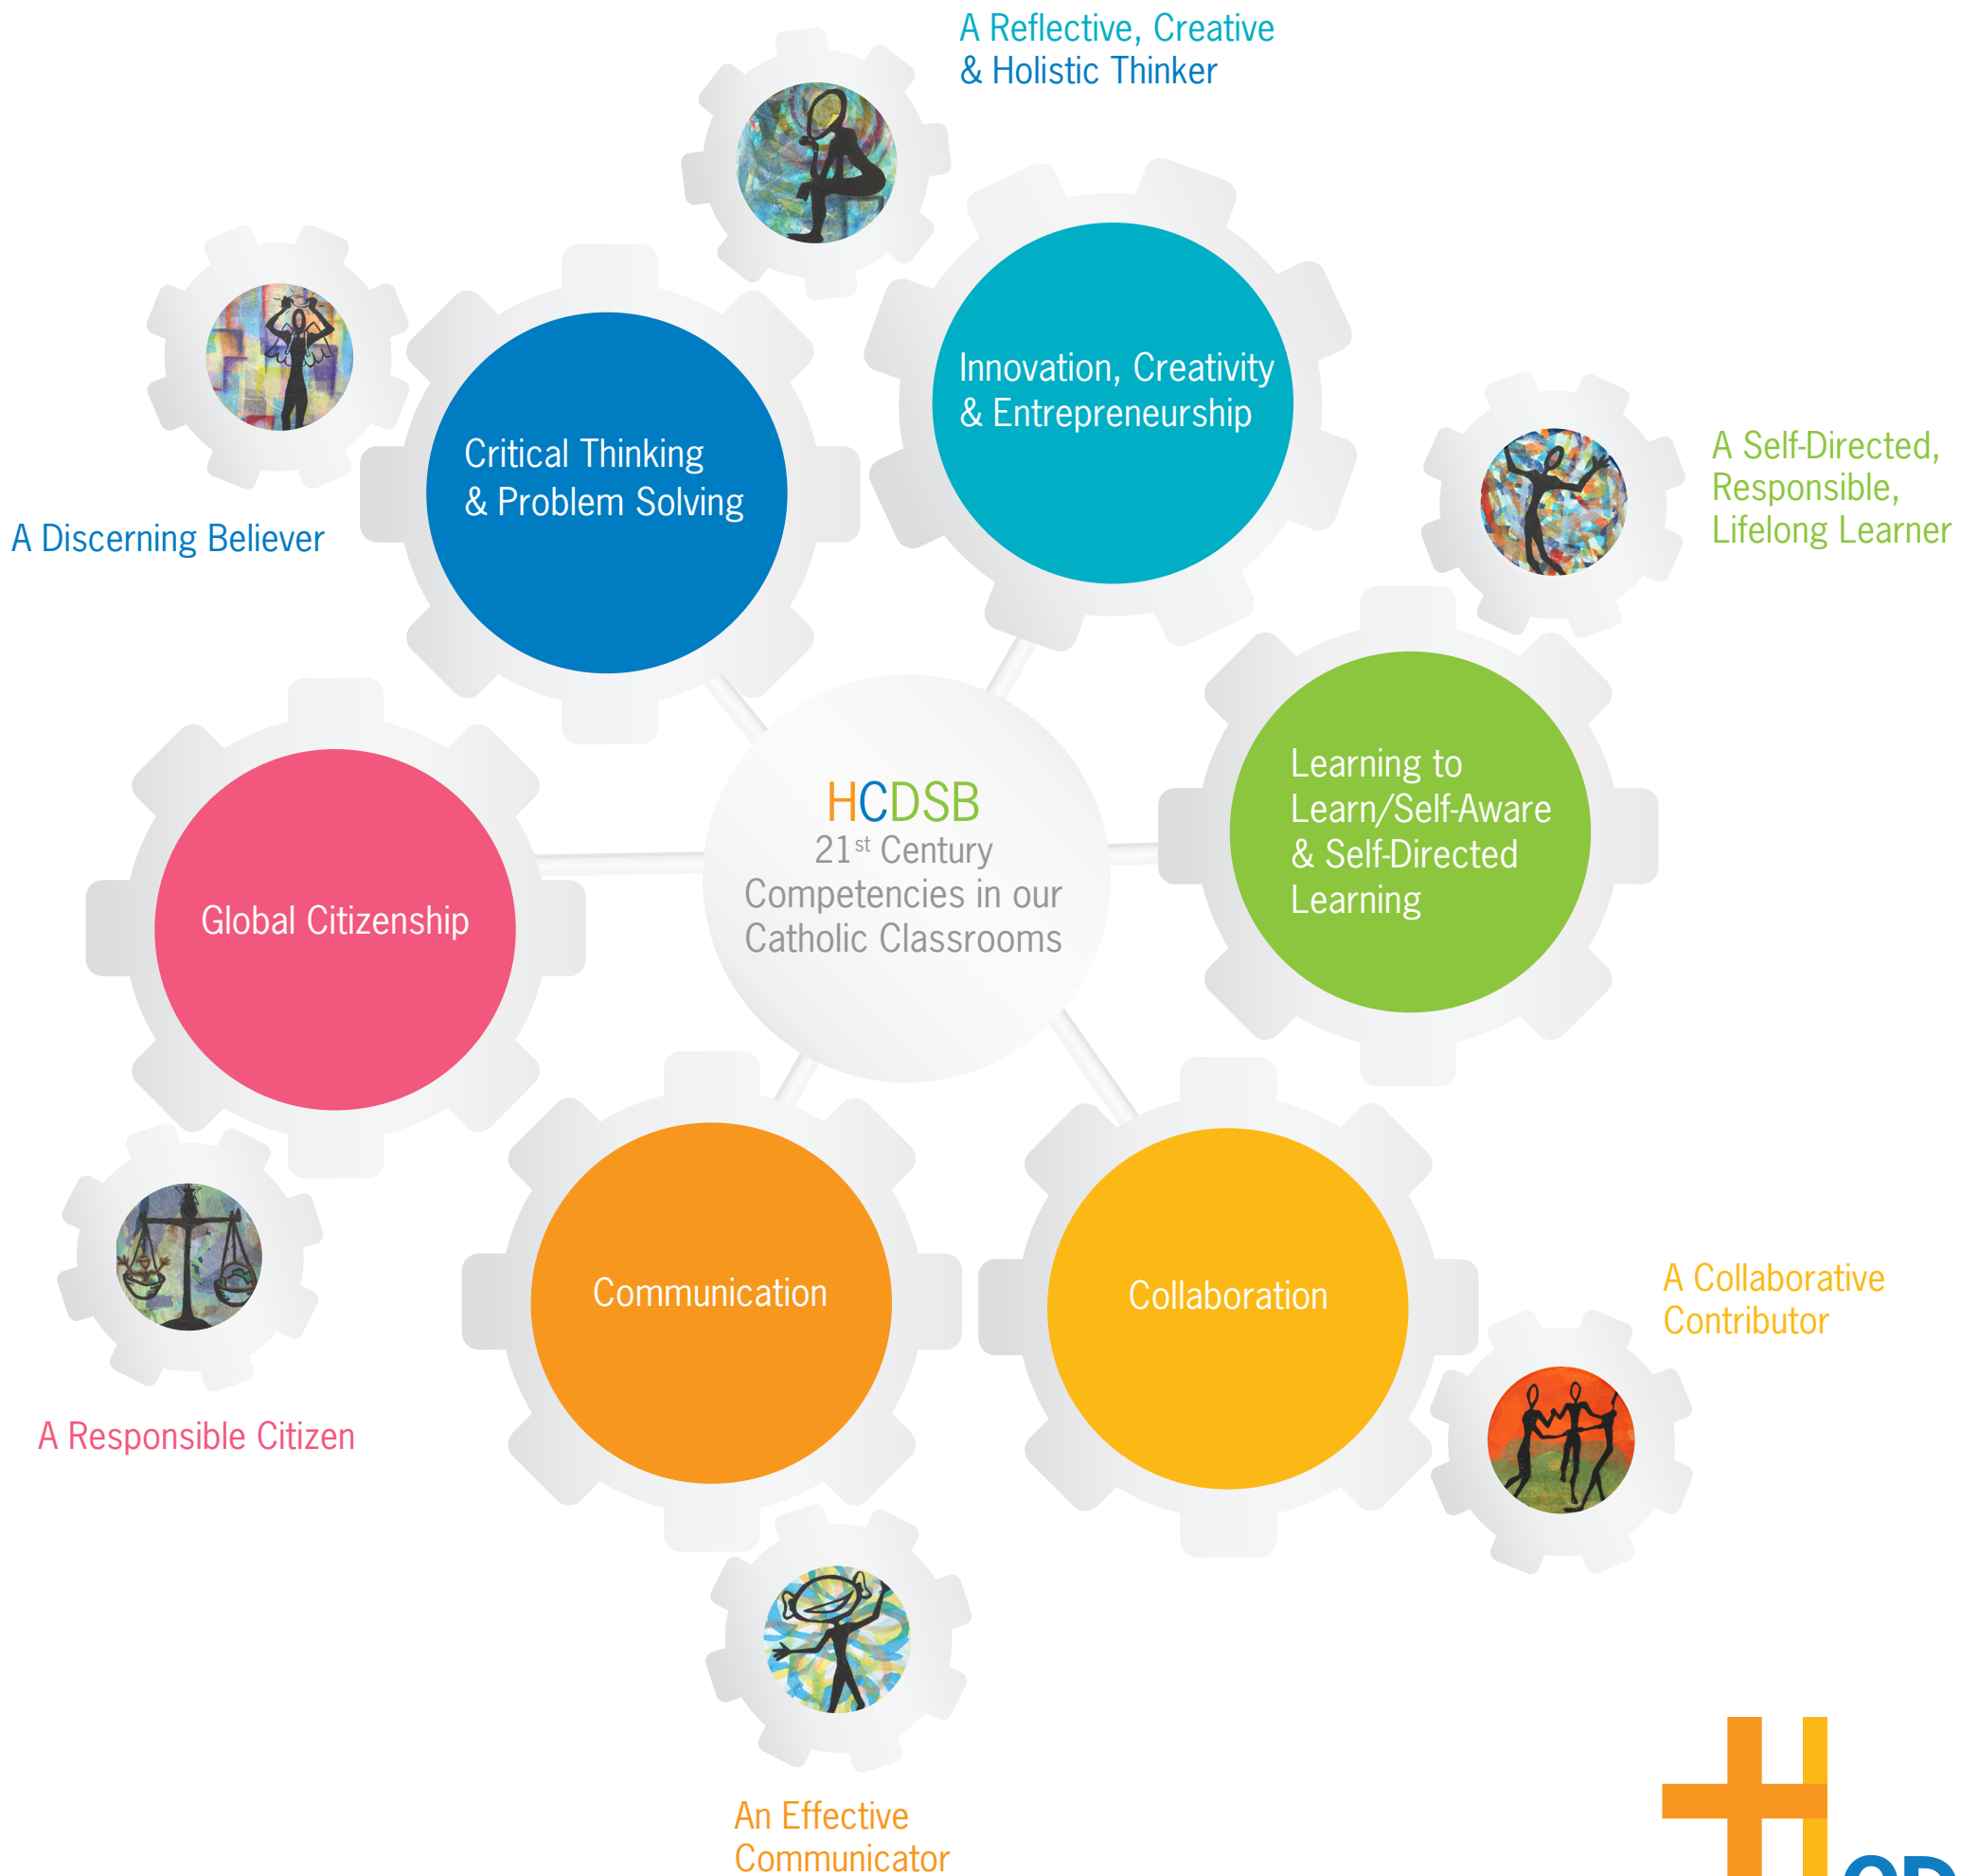 A Reflective, Creative
& Holistic Thinker
Innovation, Creativity
& Entrepreneurship
Critical Thinking
& Problem Solving
A Discerning Believer
A Self-Directed,
Responsible,
Lifelong Learner
Learning to
Learn/Self-Aware
& Self-Directed
Learning
HCDSB
21st Century
Competencies in our
Catholic Classrooms
Global Citizenship
Communication
Collaboration
A Collaborative
Contributor
A Responsible Citizen
An Effective
Communicator